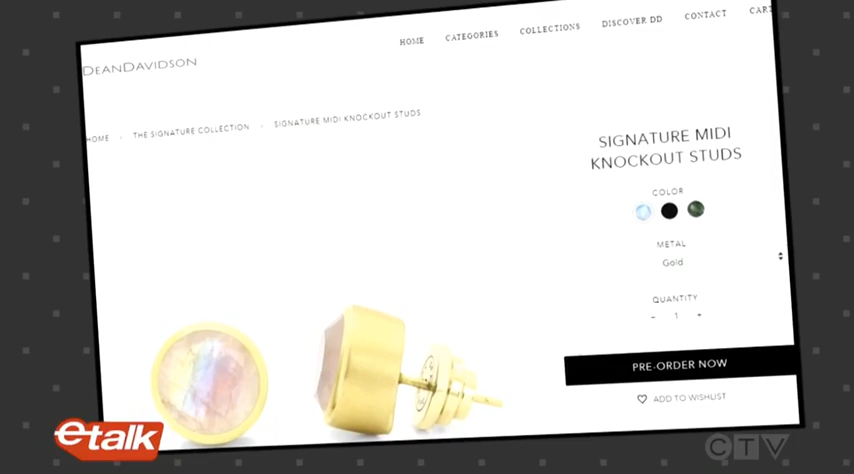 HOME CATEGORIES COLLECTIONS DISCOVER DD CONTACT CART
DEANDAVIDSON
HOME - THE SIGNATURE COLLECTION - SIGNATURE MIDI KNOCKOUT STUDS
SIGNATURE MIDI
KNOCKOUT STUDS
COLOR
METAL
Gold
QUANTITY
− 1 +
PRE-ORDER NOW
ADD TO WISHLIST
etalk
CTV